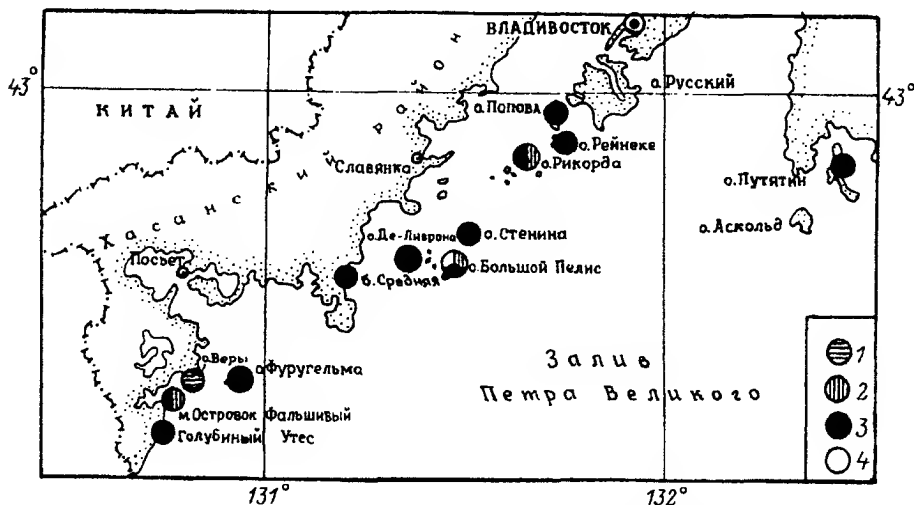 ВЛАДИВОСТОК
43°
43°
о.Русский
КИТАЙ
о.Попова
о.Рейнеке
Славянка
о.Рикорда
о.Путятин
Хасанский район
о.Аскольд
о.Де-Ливрона
о.Стенина
Посьет
о.Большой Пелис
б.Средняя
о.Веры
о.Фуругельма
Залив
Петра Великого
м.Островок Фальшивый
Голубиный Утес
1
2
3
4
131°
132°